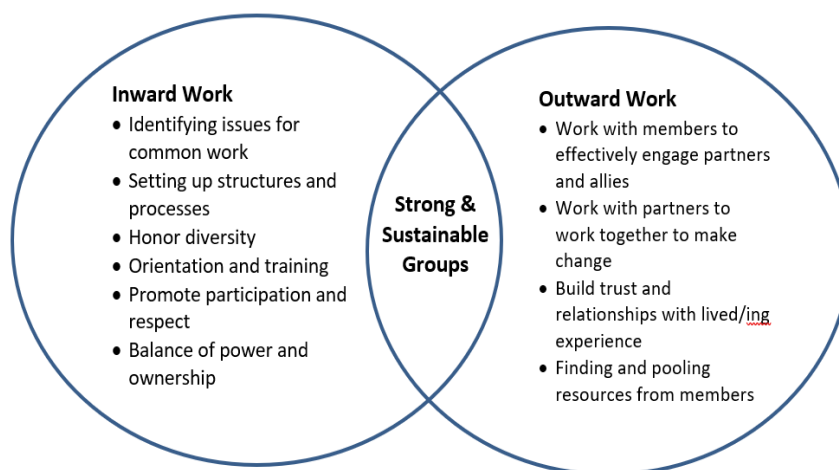 Inward Work
• Identifying issues for
common work
• Setting up structures and
processes
• Honor diversity
• Orientation and training
• Promote participation and
respect
• Balance of power and
ownership
Strong &
Sustainable
Groups
Outward Work
• Work with members to
effectively engage partners
and allies
• Work with partners to
work together to make
change
• Build trust and
relationships with lived/ing
experience
• Finding and pooling
resources from members